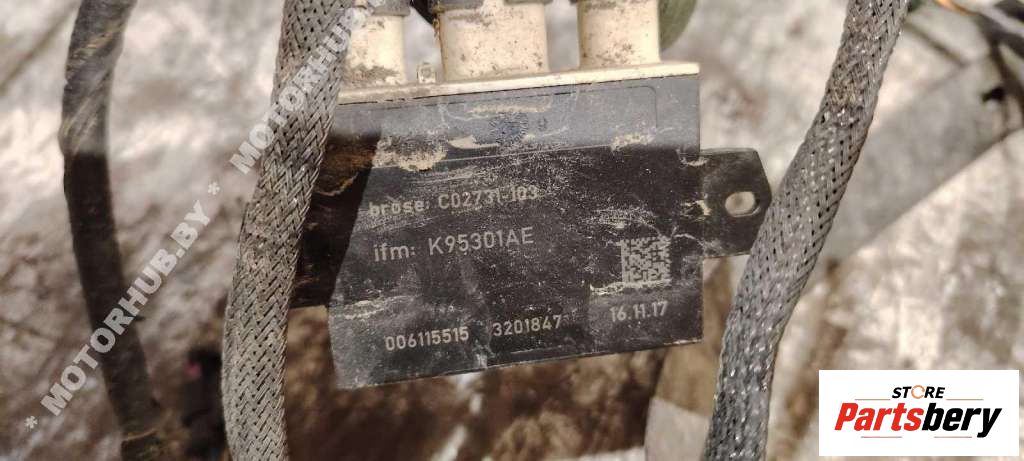 brose: C02731-103
ifm: K95301AE
006115515 3201847
16.11.17
* MOTORHUB.BY * MOTORHUB.BY
STORE
Partsbery